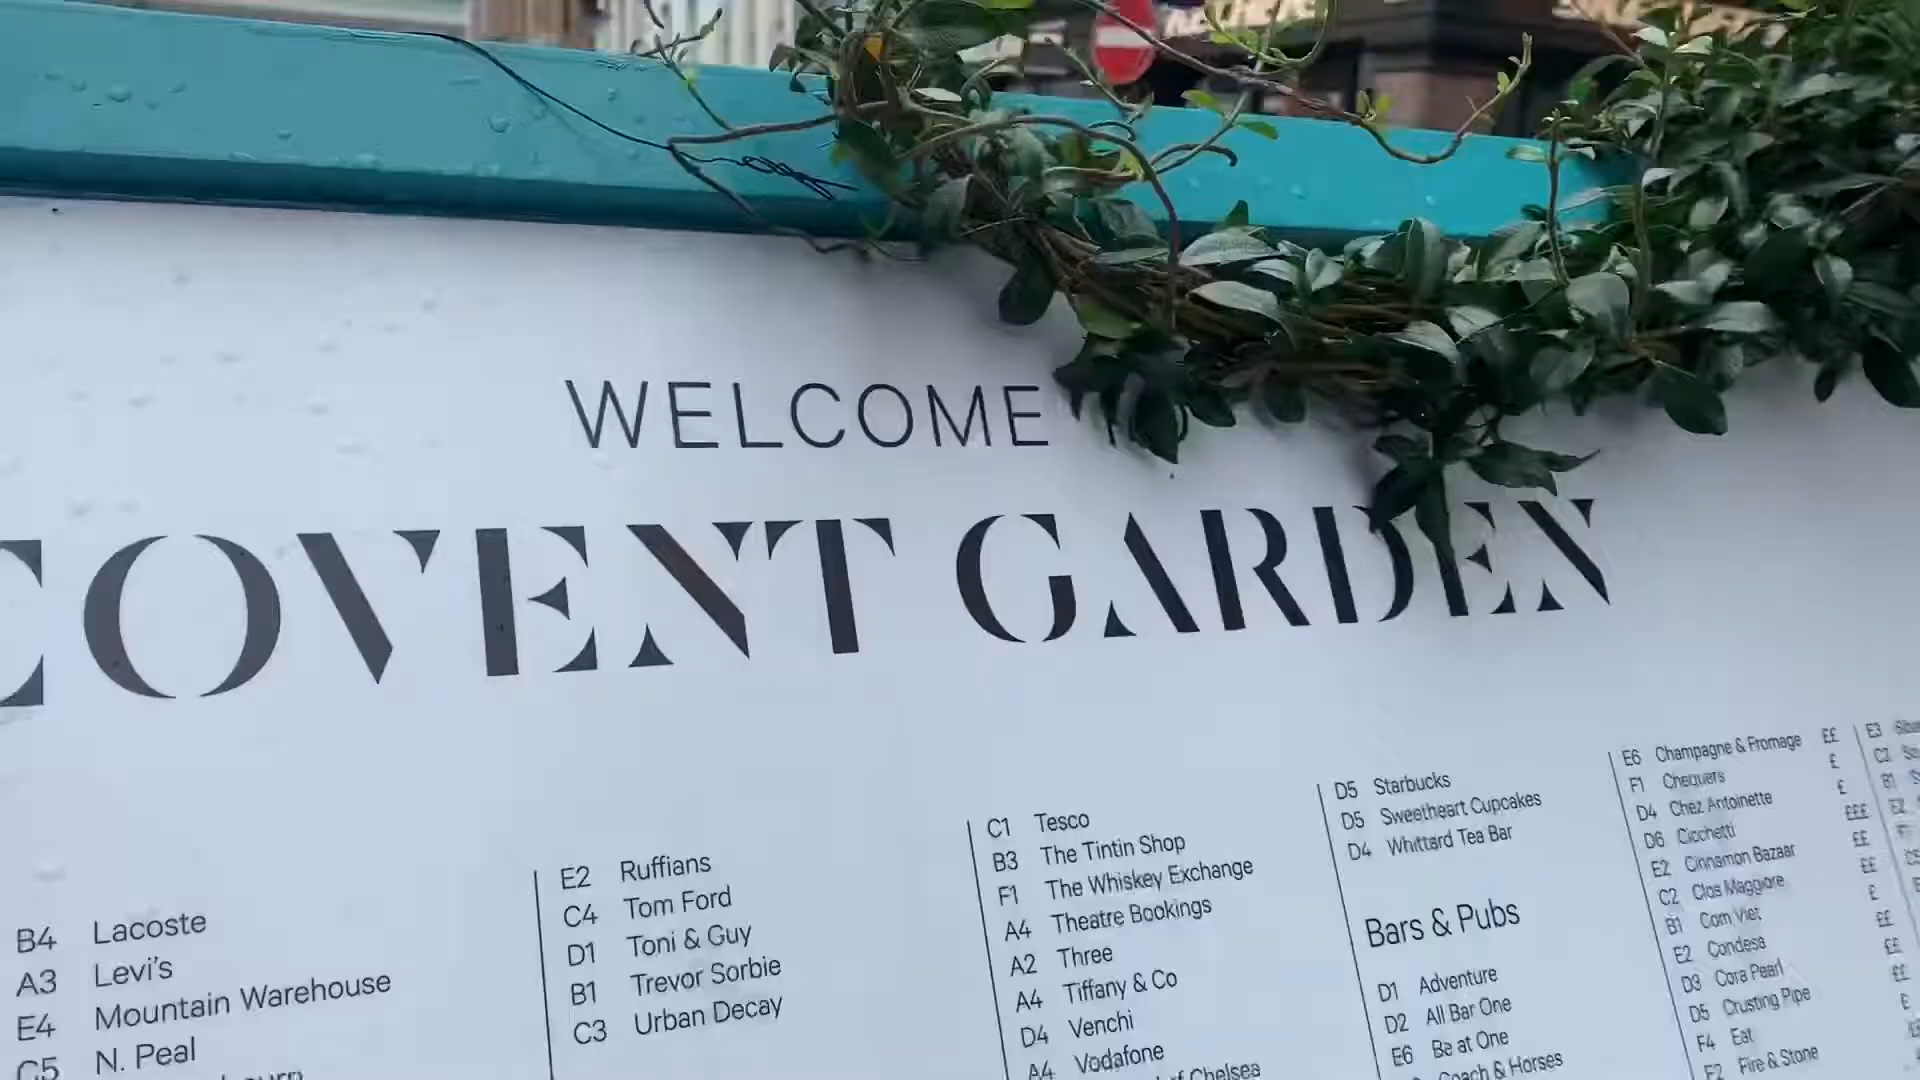 WELCOME
COVENT GARDEN
B4 Lacoste
A3 Levi's
E4 Mountain Warehouse
C5 N. Peal
E2 Ruffians
C4 Tom Ford
D1 Toni & Guy
B1 Trevor Sorbie
C3 Urban Decay
C1 Tesco
B3 The Tintin Shop
F1 The Whiskey Exchange
A4 Theatre Bookings
A2 Three
A4 Tiffany & Co
D4 Venchi
A4 Vodafone
Chelsea
D5 Starbucks
D5 Sweetheart Cupcakes
D4 Whittard Tea Bar
Bars & Pubs
D1 Adventure
D2 All Bar One
E6 Be at One
Coach & Horses
E6 Champagne & Fromage ££
F1 Chequers £
D4 Chez Antoinette £
D6 Cicchetti £££
E2 Cinnamon Bazaar ££
C2 Clos Maggiore ££
B1 Com Viet £
E2 Condesa ££
D3 Cora Pearl ££
D5 Crusting Pipe ££
F4 Eat £
F2 Fire & Stone
E3
C2
B1
E2